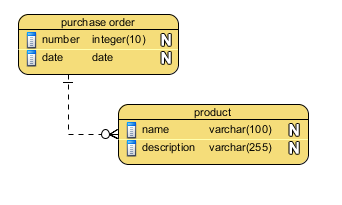 purchase order
number integer(10) N
date date N
product
name varchar(100) N
description varchar(255) N